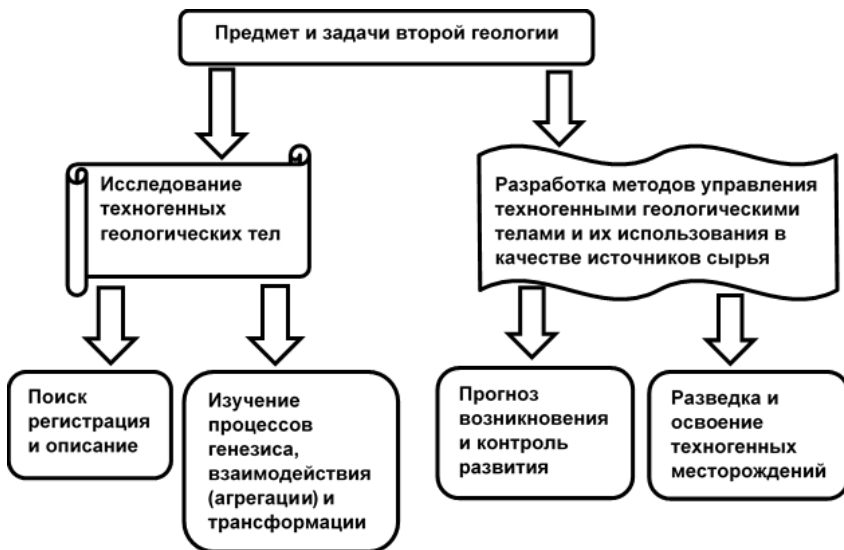 Предмет и задачи второй геологии
Исследование
техногенных
геологических тел
Разработка методов управления
техногенными геологическими
телами и их использования в
качестве источников сырья
Поиск
регистрация
и описание
Изучение
процессов
генезиса,
взаимодействия
(агрегации) и
трансформации
Прогноз
возникновения
и контроль
развития
Разведка и
освоение
техногенных
месторождений